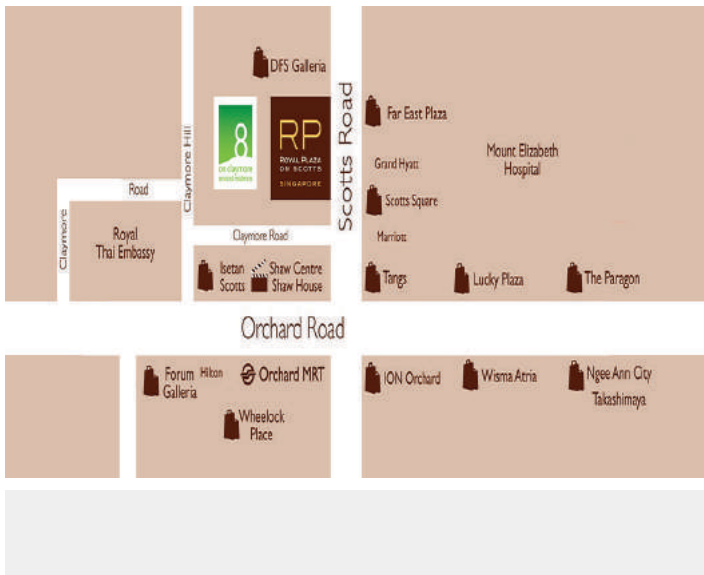 DFS Galleria
8
on claymore
serviced residences
RP
ROYAL PLAZA
ON SCOTTS
SINGAPORE
Claymore Hill
Scotts Road
Far East Plaza
Grand Hyatt
Mount Elizabeth
Hospital
Scotts Square
Marriott
Road
Claymore
Royal
Thai Embassy
Claymore Road
Isetan
Scotts
Shaw Centre
Shaw House
Tangs
Lucky Plaza
The Paragon
Orchard Road
Forum
Galleria
Hilton
Orchard MRT
Wheelock
Place
ION Orchard
Wisma Atria
Ngee Ann City
Takashimaya